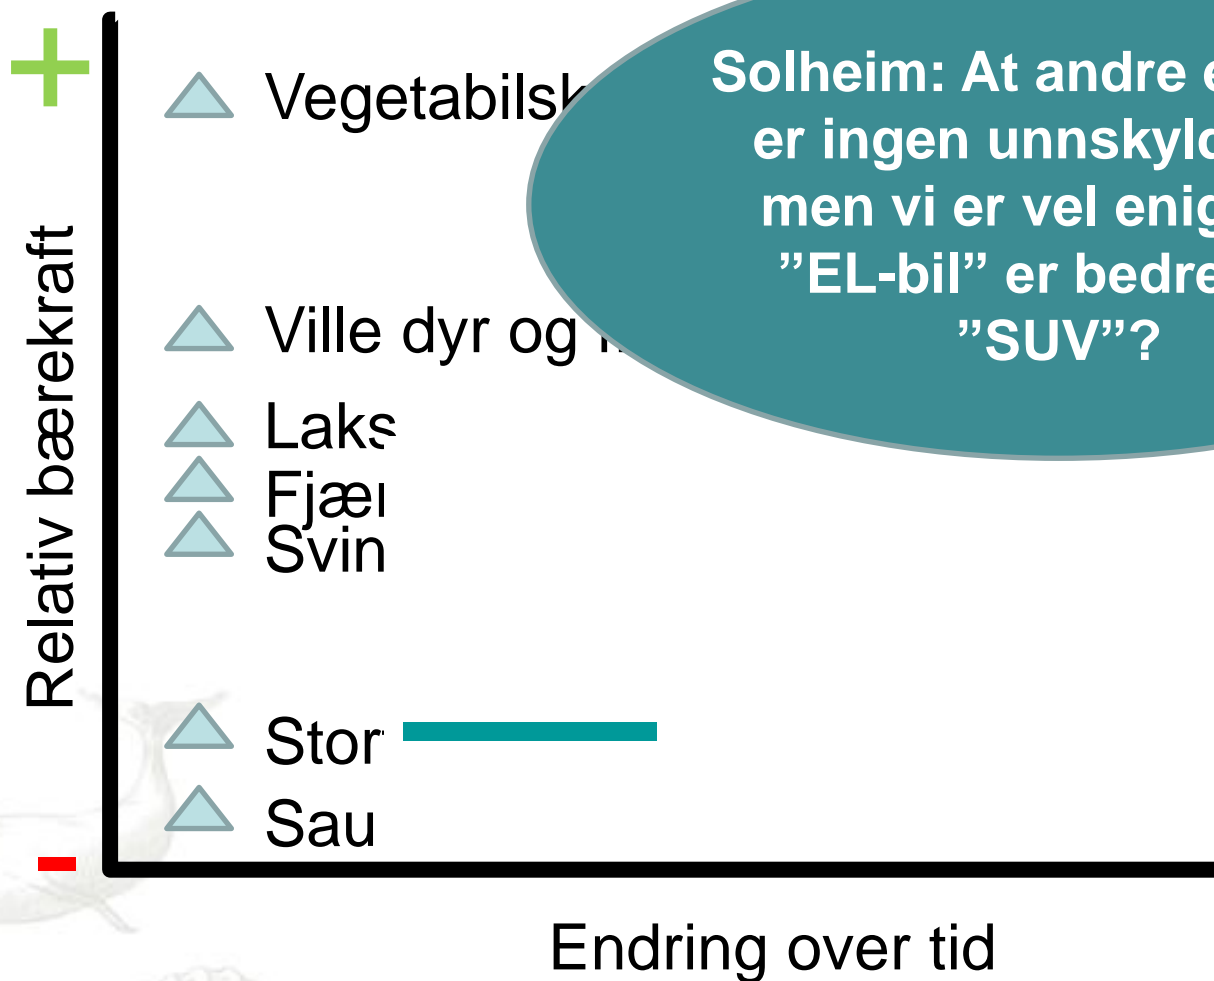 +
Vegetabilsk
Solheim: At andre e
er ingen unnskyld
men vi er vel enig
”EL-bil” er bedre
”SUV”?
Relativ bærekraft
Ville dyr og
Laks
Fjær
Svin
Stor
Sau
-
Endring over tid